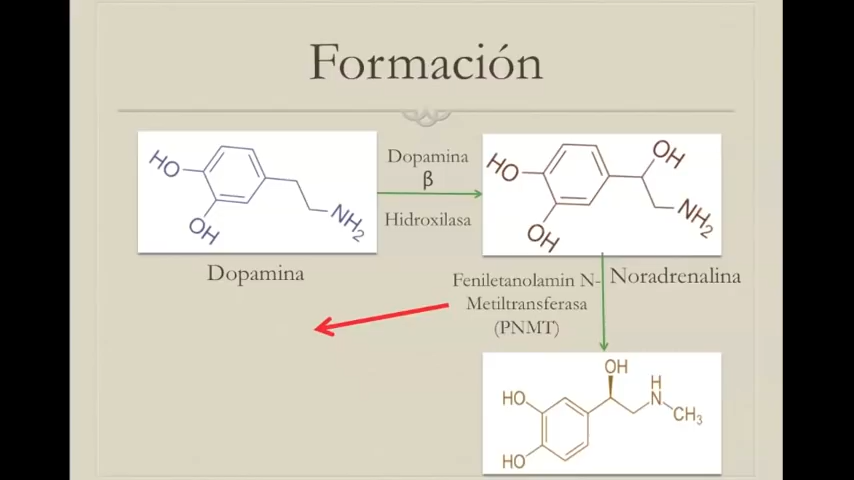 Formación
HO
OH
NH2
Dopamina
β
Hidroxilasa
HO
OH
OH
NH2
Dopamina
Noradrenalina
Feniletanolamin N-
Metiltransferasa
(PNMT)
HO
HO
OH
H
N
CH3